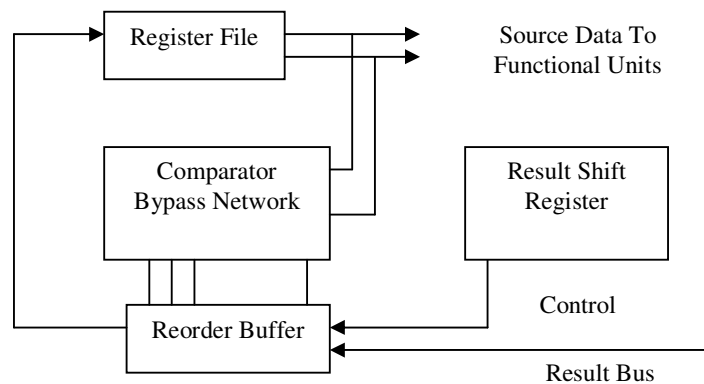 Register File
Source Data To
Functional Units
Comparator
Bypass Network
Result Shift
Register
Control
Reorder Buffer
Result Bus